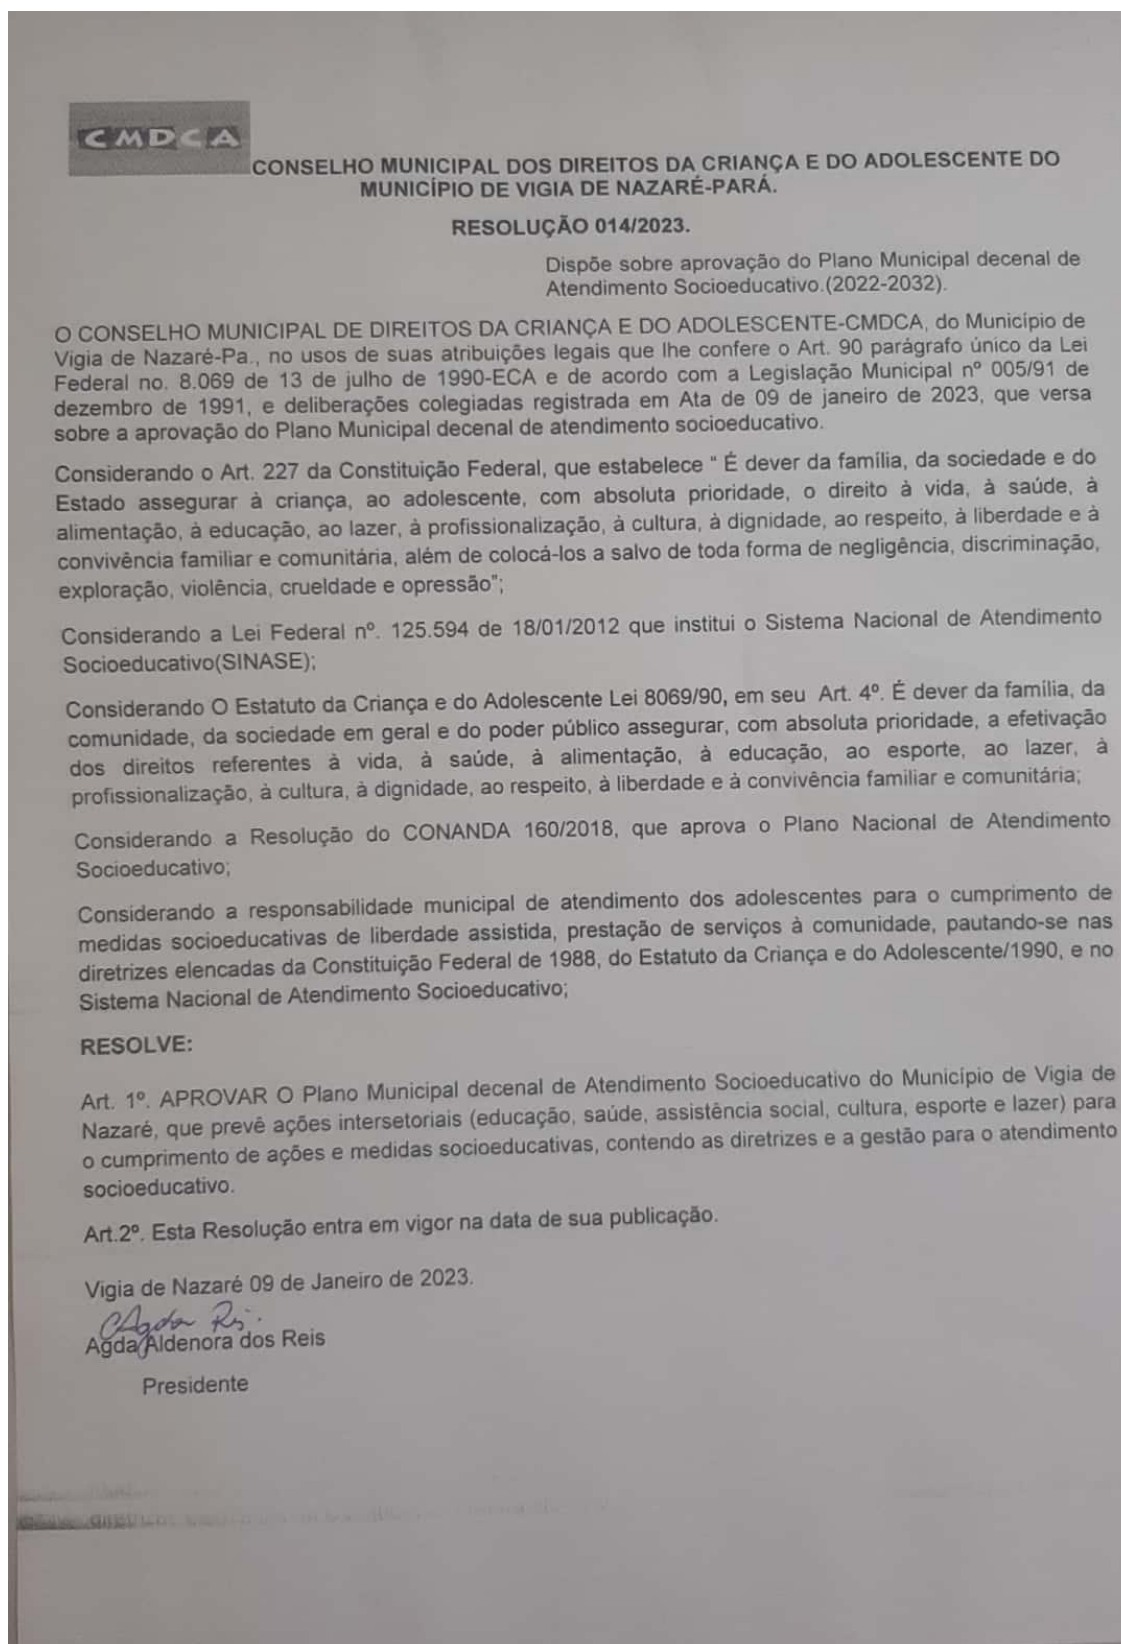 CMDCA
CONSELHO MUNICIPAL DOS DIREITOS DA CRIANÇA E DO ADOLESCENTE DO
MUNICÍPIO DE VIGIA DE NAZARÉ-PARÁ.
RESOLUÇÃO 014/2023.
Dispõe sobre aprovação do Plano Municipal decenal de
Atendimento Socioeducativo.(2022-2032).
O CONSELHO MUNICIPAL DE DIREITOS DA CRIANÇA E DO ADOLESCENTE-CMDCA, do Município de
Vigia de Nazaré-Pa., no usos de suas atribuições legais que lhe confere o Art. 90 parágrafo único da Lei
Federal no. 8.069 de 13 de julho de 1990-ECA e de acordo com a Legislação Municipal nº 005/91 de
dezembro de 1991, e deliberações colegiadas registrada em Ata de 09 de janeiro de 2023, que versa
sobre a aprovação do Plano Municipal decenal de atendimento socioeducativo.
Considerando o Art. 227 da Constituição Federal, que estabelece “ É dever da família, da sociedade e do
Estado assegurar à criança, ao adolescente, com absoluta prioridade, o direito à vida, à saúde, à
alimentação, à educação, ao lazer, à profissionalização, à cultura, à dignidade, ao respeito, à liberdade e à
convivência familiar e comunitária, além de colocá-los a salvo de toda forma de negligência, discriminação,
exploração, violência, crueldade e opressão”;
Considerando a Lei Federal nº. 125.594 de 18/01/2012 que institui o Sistema Nacional de Atendimento
Socioeducativo(SINASE);
Considerando O Estatuto da Criança e do Adolescente Lei 8069/90, em seu Art. 4º. É dever da família, da
comunidade, da sociedade em geral e do poder público assegurar, com absoluta prioridade, a efetivação
dos direitos referentes à vida, à saúde, à alimentação, à educação, ao esporte, ao lazer, à
profissionalização, à cultura, à dignidade, ao respeito, à liberdade e à convivência familiar e comunitária;
Considerando a Resolução do CONANDA 160/2018, que aprova o Plano Nacional de Atendimento
Socioeducativo;
Considerando a responsabilidade municipal de atendimento dos adolescentes para o cumprimento de
medidas socioeducativas de liberdade assistida, prestação de serviços à comunidade, pautando-se nas
diretrizes elencadas da Constituição Federal de 1988, do Estatuto da Criança e do Adolescente/1990, e no
Sistema Nacional de Atendimento Socioeducativo;
RESOLVE:
Art. 1º. APROVAR O Plano Municipal decenal de Atendimento Socioeducativo do Município de Vigia de
Nazaré, que prevê ações intersetoriais (educação, saúde, assistência social, cultura, esporte e lazer) para
o cumprimento de ações e medidas socioeducativas, contendo as diretrizes e a gestão para o atendimento
socioeducativo.
Art.2º. Esta Resolução entra em vigor na data de sua publicação.
Vigia de Nazaré 09 de Janeiro de 2023.
Agda Reis.
Agda Aldenora dos Reis
Presidente